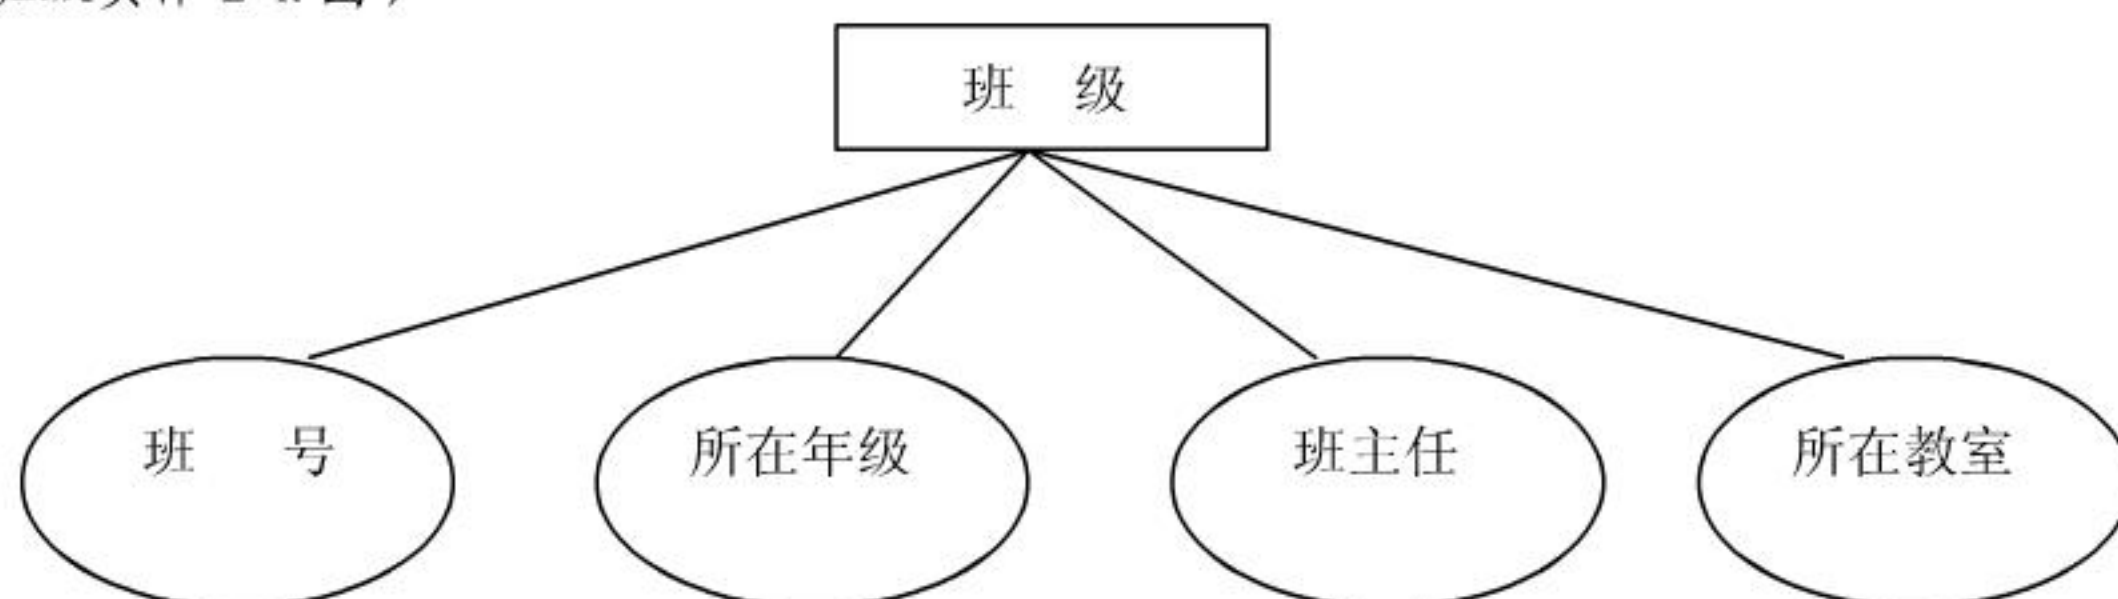 班 级
班 号 所在年级 班主任 所在教室